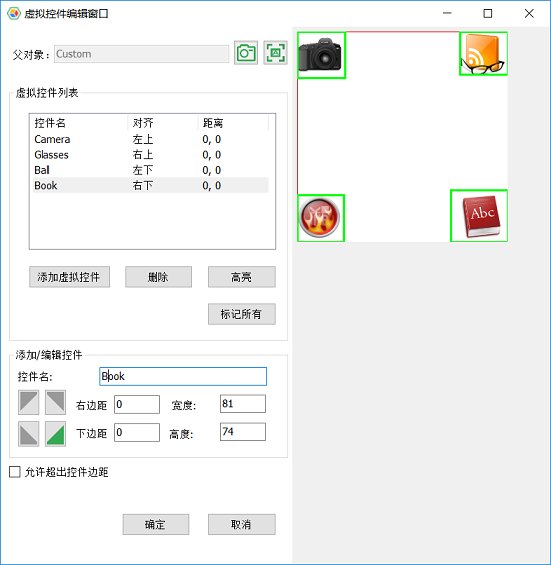 虚拟控件编辑窗口
父对象： Custom
虚拟控件列表
控件名 对齐 距离
Camera 左上 0, 0
Glasses 右上 0, 0
Ball 左下 0, 0
Book 右下 0, 0
添加虚拟控件 删除 高亮
标记所有
添加/编辑控件
控件名: Book
右边距 0 宽度: 81
下边距 0 高度: 74
允许超出控件边距
确定 取消
Abc